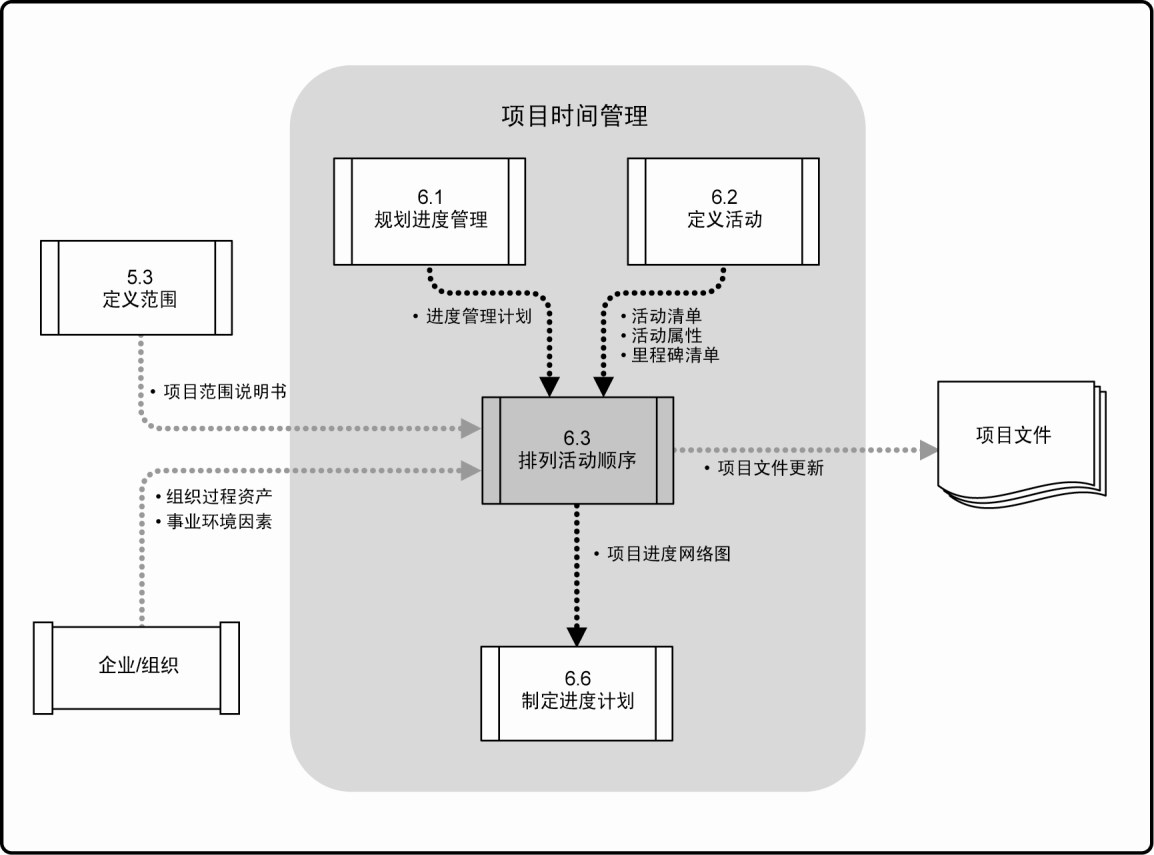 项目时间管理
6.1
规划进度管理
6.2
定义活动
5.3
定义范围
• 进度管理计划
• 活动清单
• 活动属性
• 里程碑清单
• 项目范围说明书
6.3
排列活动顺序
项目文件
• 项目文件更新
• 组织过程资产
• 事业环境因素
• 项目进度网络图
企业/组织
6.6
制定进度计划